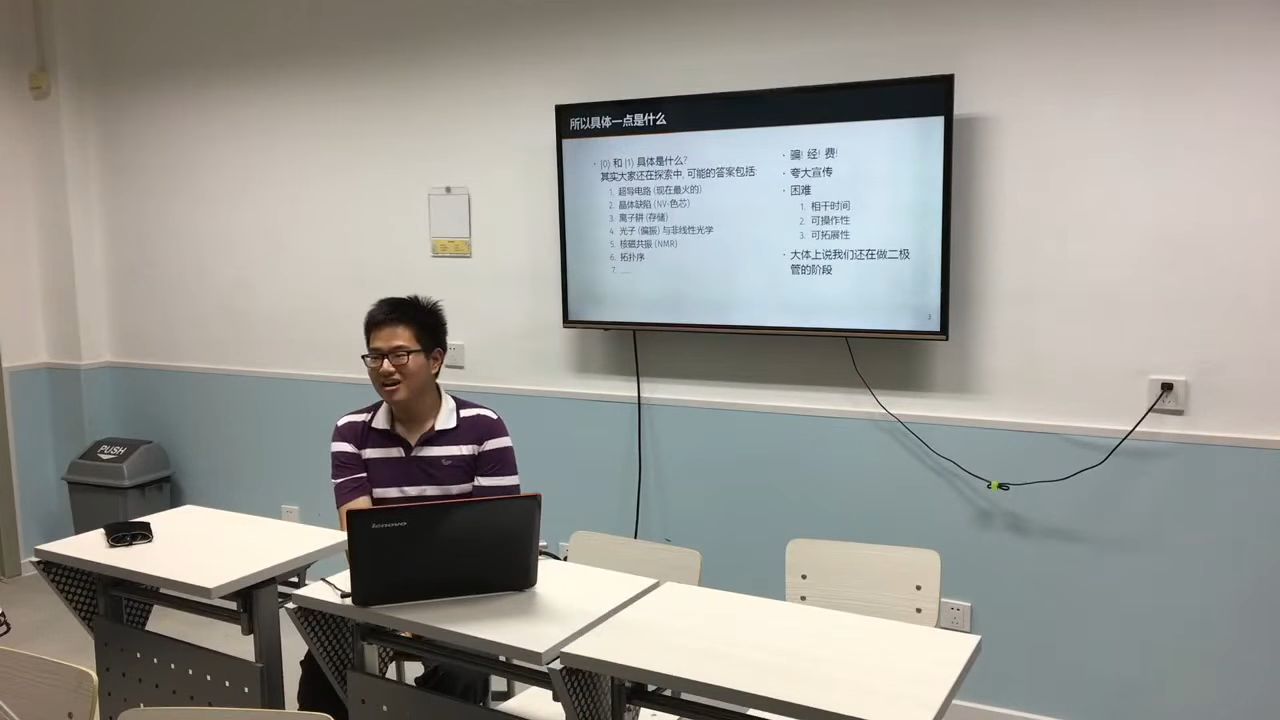 所以具体一点是什么
· |0⟩ 和 |1⟩ 具体是什么?
其实大家还在探索中, 可能的答案包括:
1. 超导电路 (现在最火的)
2. 晶体缺陷 (NV-色芯)
3. 离子阱 (存储)
4. 光子 (偏振) 与非线性光学
5. 核磁共振 (NMR)
6. 拓扑序
7. ......
· 骗! 经! 费!
· 夸大宣传
· 困难
1. 相干时间
2. 可操作性
3. 可拓展性
· 大体上说我们还在做二极
管的阶段
3
PUSH
lenovo